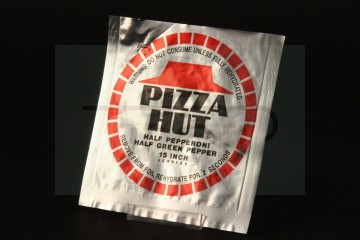 WARNING: DO NOT CONSUME UNLESS FULLY REHYDRATED
PIZZA
HUT
HALF PEPPERONI
HALF GREEN PEPPER
15 INCH
SERVICE
REMOVE FROM FOIL, REHYDRATE FOR 2 SECONDS